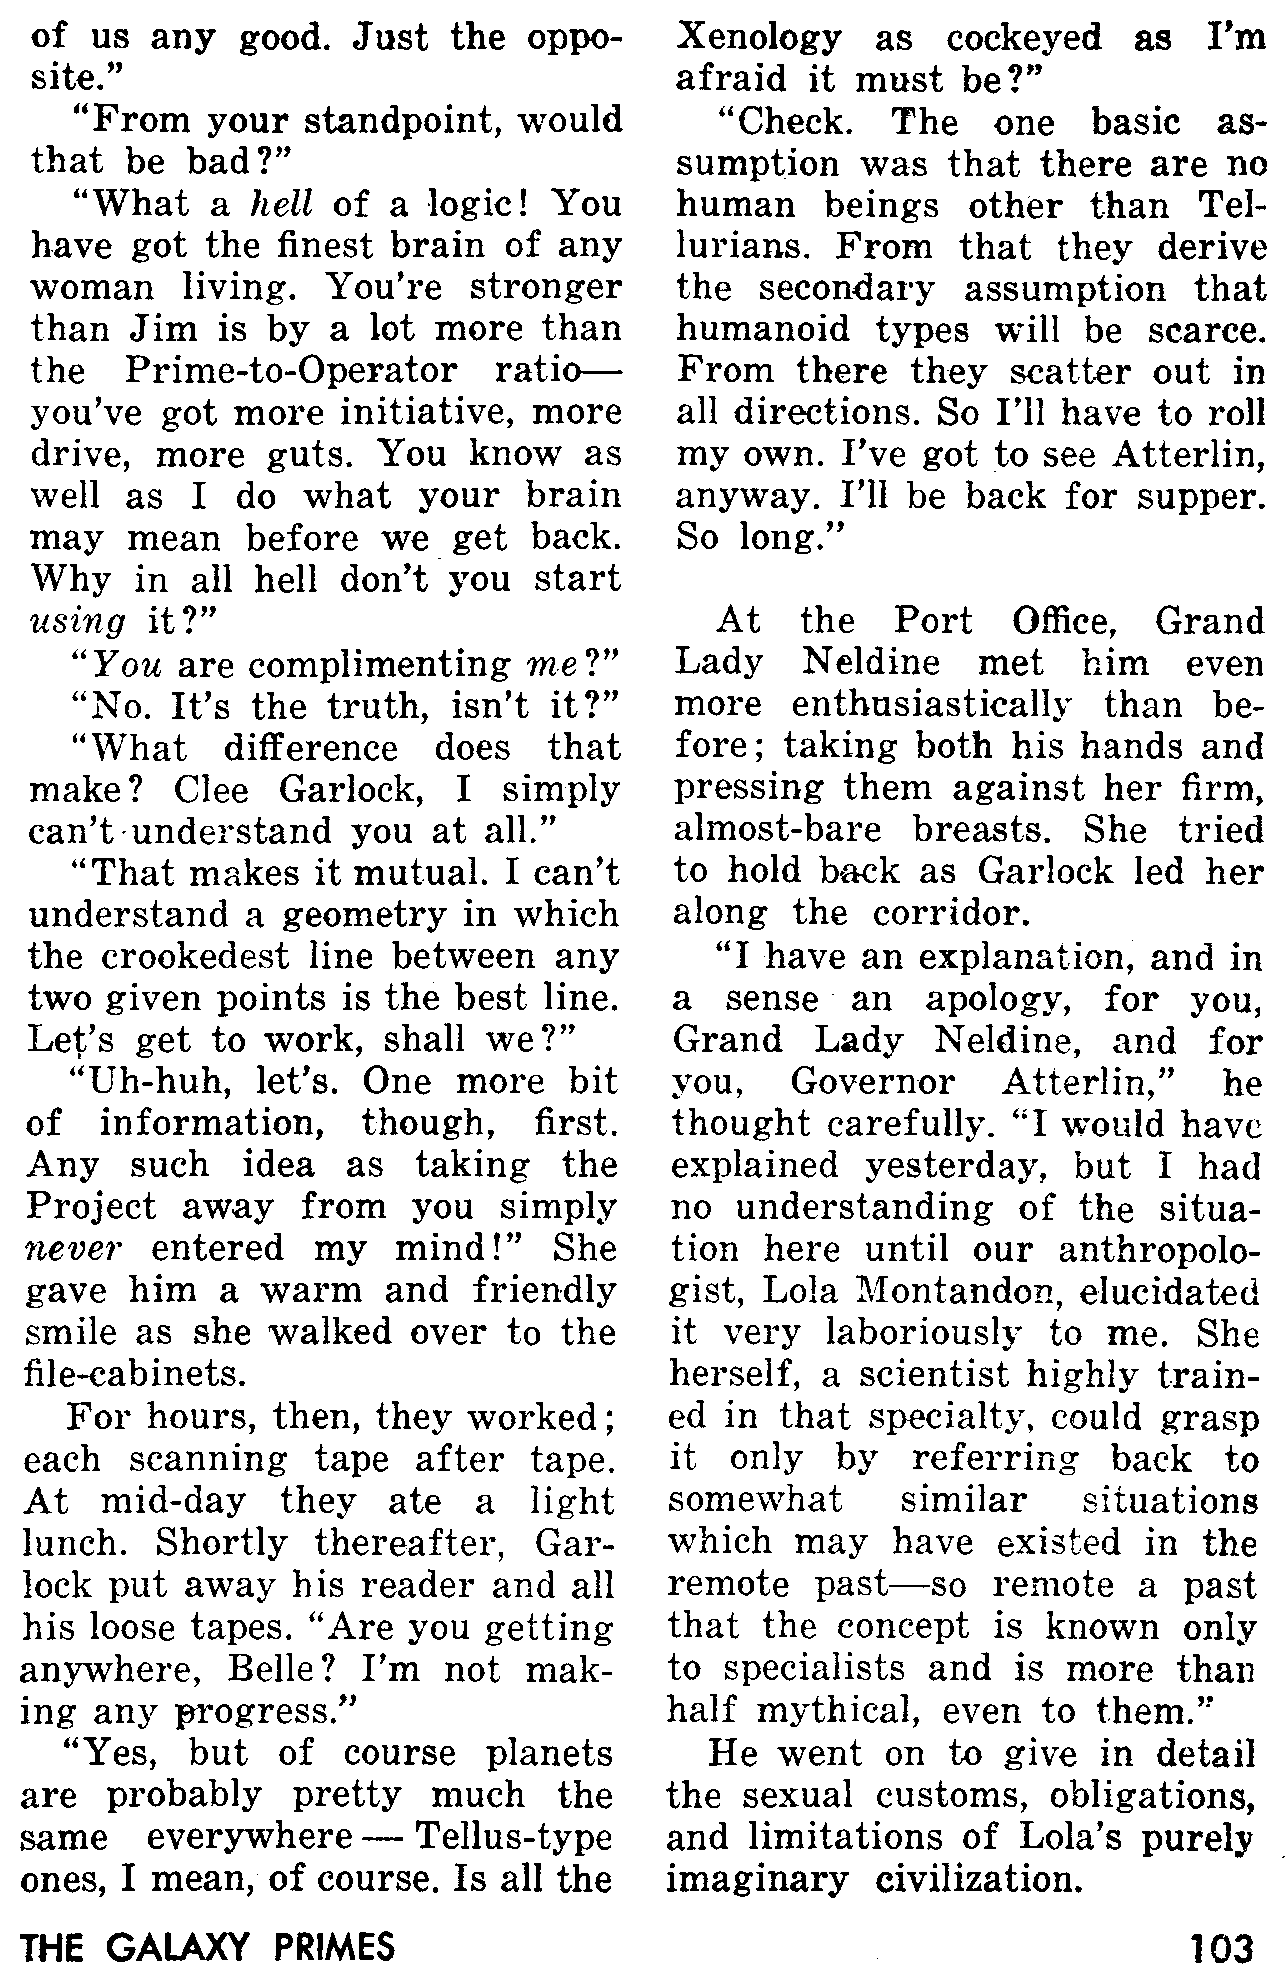 of us any good. Just the oppo-
site.”
“From your standpoint, would
that be bad?”
“What a hell of a logic! You
have got the finest brain of any
woman living. You’re stronger
than Jim is by a lot more than
the Prime-to-Operator ratio—
you’ve got more initiative, more
drive, more guts. You know as
well as I do what your brain
may mean before we get back.
Why in all hell don’t you start
using it?”
“You are complimenting me?”
“No. It’s the truth, isn’t it?”
“What difference does that
make? Clee Garlock, I simply
can’t understand you at all.”
“That makes it mutual. I can’t
understand a geometry in which
the crookedest line between any
two given points is the best line.
Let’s get to work, shall we?”
“Uh-huh, let’s. One more bit
of information, though, first.
Any such idea as taking the
Project away from you simply
never entered my mind!” She
gave him a warm and friendly
smile as she walked over to the
file-cabinets.
For hours, then, they worked;
each scanning tape after tape.
At mid-day they ate a light
lunch. Shortly thereafter, Gar-
lock put away his reader and all
his loose tapes. “Are you getting
anywhere, Belle? I’m not mak-
ing any progress.”
“Yes, but of course planets
are probably pretty much the
same everywhere — Tellus-type
ones, I mean, of course. Is all the
Xenology as cockeyed as I’m
afraid it must be?”
“Check. The one basic as-
sumption was that there are no
human beings other than Tel-
lurians. From that they derive
the secondary assumption that
humanoid types will be scarce.
From there they scatter out in
all directions. So I’ll have to roll
my own. I’ve got to see Atterlin,
anyway. I’ll be back for supper.
So long.”
At the Port Office, Grand
Lady Neldine met him even
more enthusiastically than be-
fore; taking both his hands and
pressing them against her firm,
almost-bare breasts. She tried
to hold back as Garlock led her
along the corridor.
“I have an explanation, and in
a sense an apology, for you,
Grand Lady Neldine, and for
you, Governor Atterlin,” he
thought carefully. “I would have
explained yesterday, but I had
no understanding of the situa-
tion here until our anthropolo-
gist, Lola Montandon, elucidated
it very laboriously to me. She
herself, a scientist highly train-
ed in that specialty, could grasp
it only by referring back to
somewhat similar situations
which may have existed in the
remote past—so remote a past
that the concept is known only
to specialists and is more than
half mythical, even to them.”
He went on to give in detail
the sexual customs, obligations,
and limitations of Lola’s purely
imaginary civilization.
THE GALAXY PRIMES
103